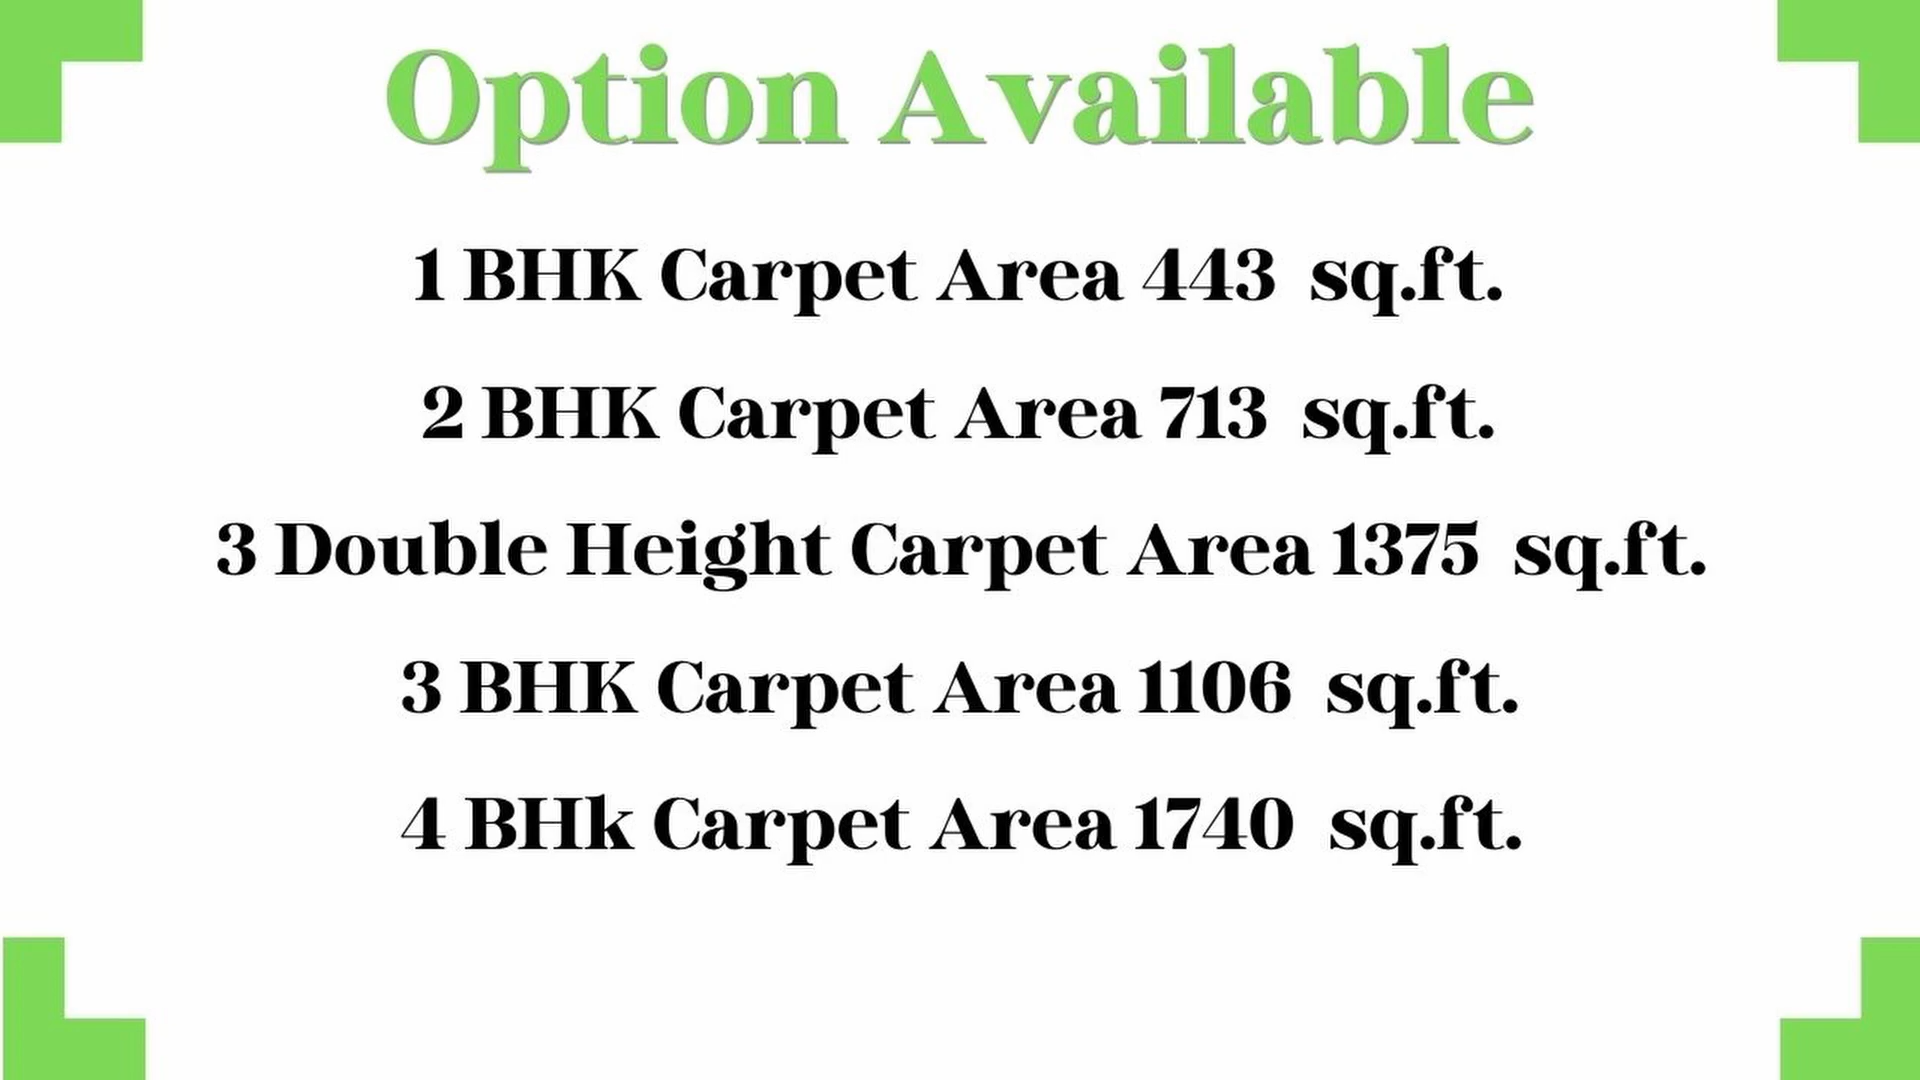 Option Available
1 BHK Carpet Area 443 sq.ft.
2 BHK Carpet Area 713 sq.ft.
3 Double Height Carpet Area 1375 sq.ft.
3 BHK Carpet Area 1106 sq.ft.
4 BHk Carpet Area 1740 sq.ft.